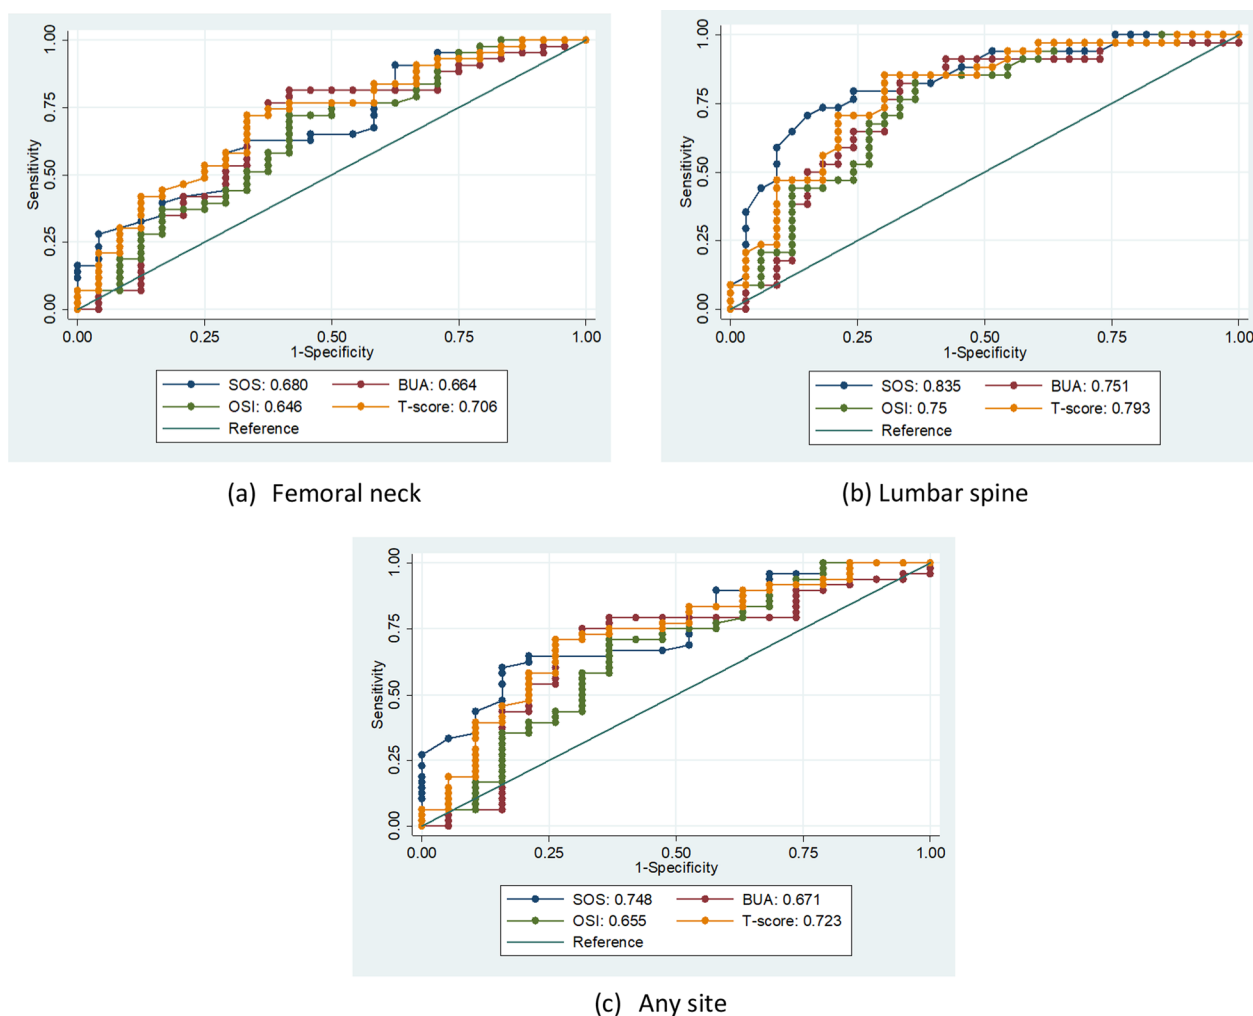 1.00
0.75
0.50
0.25
0.00
Sensitivity
0.00 0.25 0.50 0.75 1.00
1-Specificity
SOS: 0.680 BUA: 0.664
OSI: 0.646 T-score: 0.706
Reference
(a) Femoral neck
1.00
0.75
0.50
0.25
0.00
Sensitivity
0.00 0.25 0.50 0.75 1.00
1-Specificity
SOS: 0.835 BUA: 0.751
OSI: 0.75 T-score: 0.793
Reference
(b) Lumbar spine
1.00
0.75
0.50
0.25
0.00
Sensitivity
0.00 0.25 0.50 0.75 1.00
1-Specificity
SOS: 0.748 BUA: 0.671
OSI: 0.655 T-score: 0.723
Reference
(c) Any site